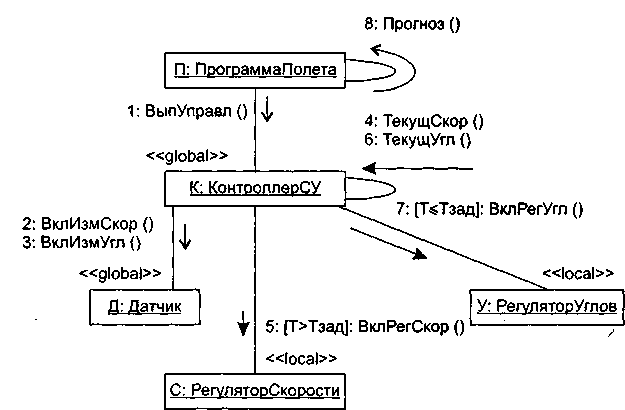 8: Прогноз ()
П: ПрограммаПолета
1: ВыпУправл ()
4: ТекущСкор ()
6: ТекущУгл ()
<<global>>
К: КонтроллерСУ
7: [T⩽Tзад]: ВклРегУгл ()
2: ВклИзмСкор ()
3: ВклИзмУгл ()
<<global>>
<<local>>
Д: Датчик
У: РегуляторУглов
5: [T>Tзад]: ВклРегСкор ()
<<local>>
С: РегуляторСкорости